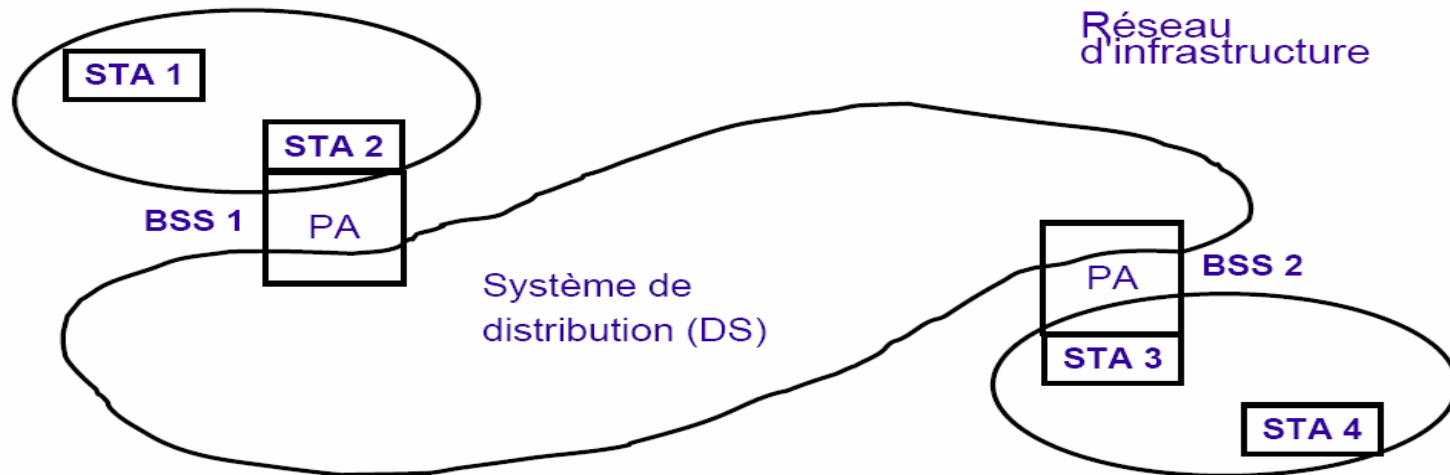 Réseau
d'infrastructure
STA 1
STA 2
BSS 1
PA
Système de
distribution (DS)
PA
BSS 2
STA 3
STA 4